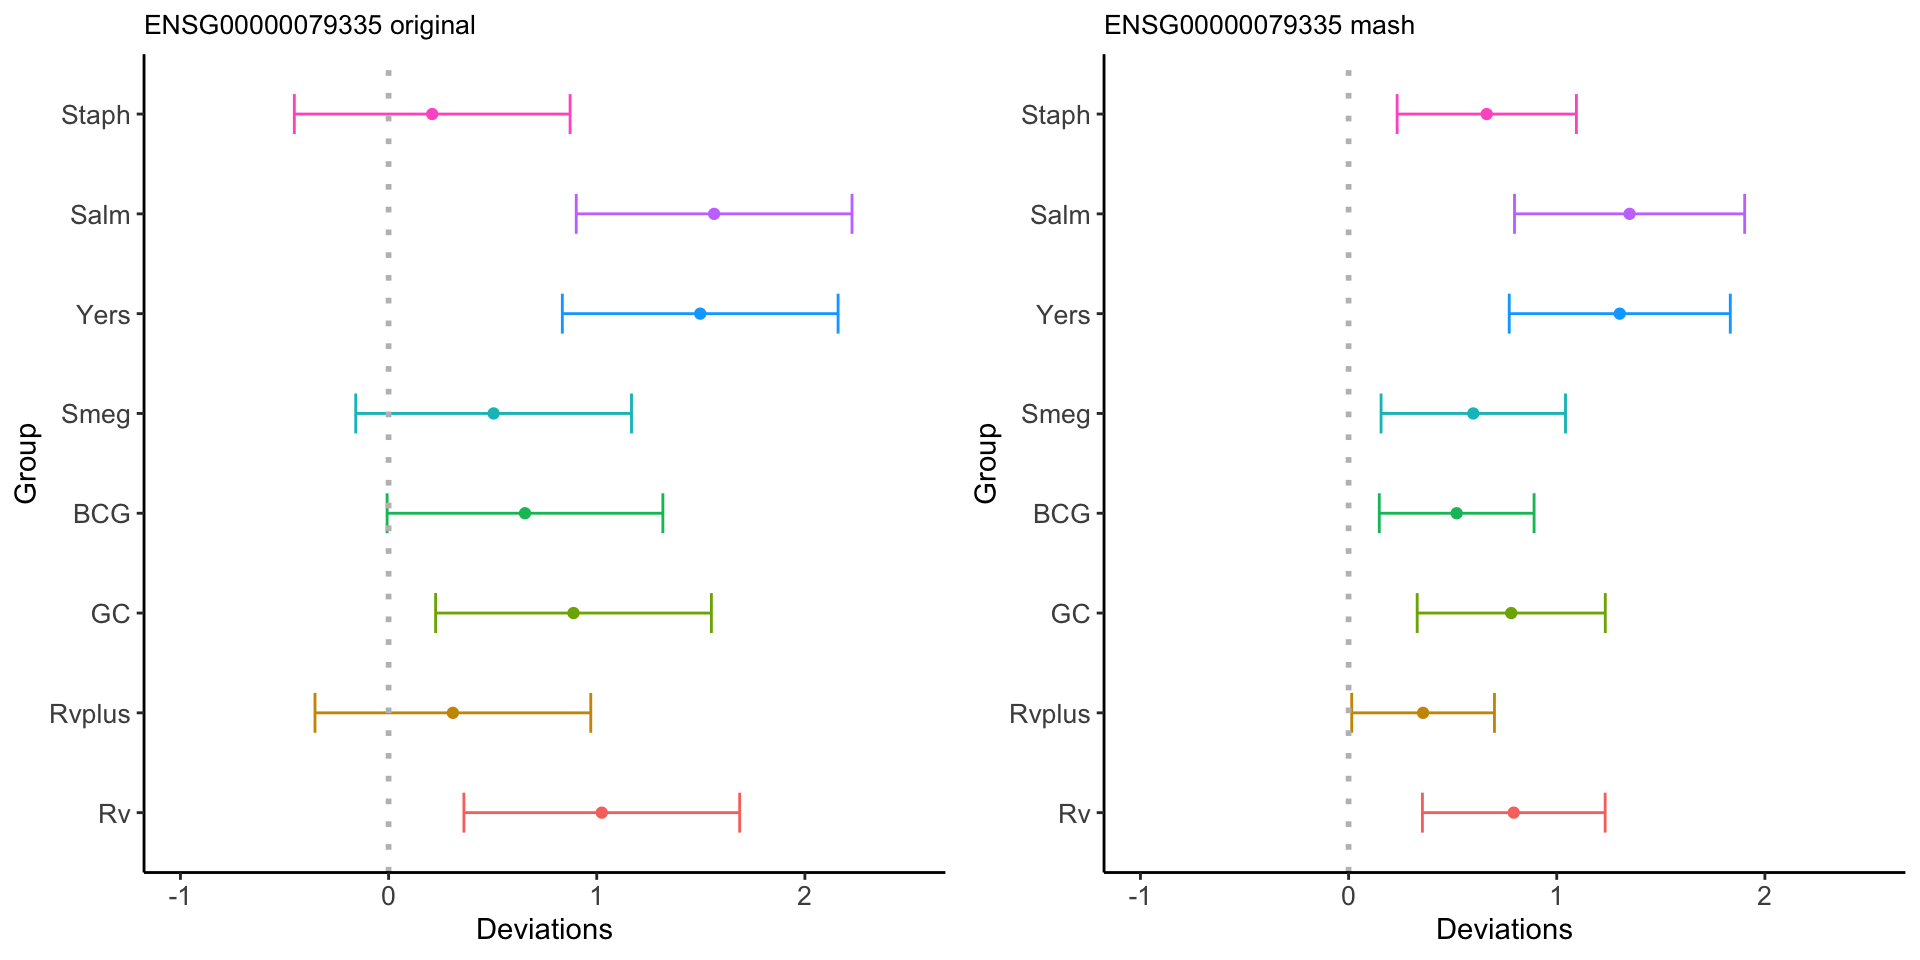 ENSG00000079335 original
Staph
Salm
Yers
Smeg
BCG
GC
Rvplus
Rv
Group
-1 0 1 2
Deviations
ENSG00000079335 mash
Staph
Salm
Yers
Smeg
BCG
GC
Rvplus
Rv
Group
-1 0 1 2
Deviations